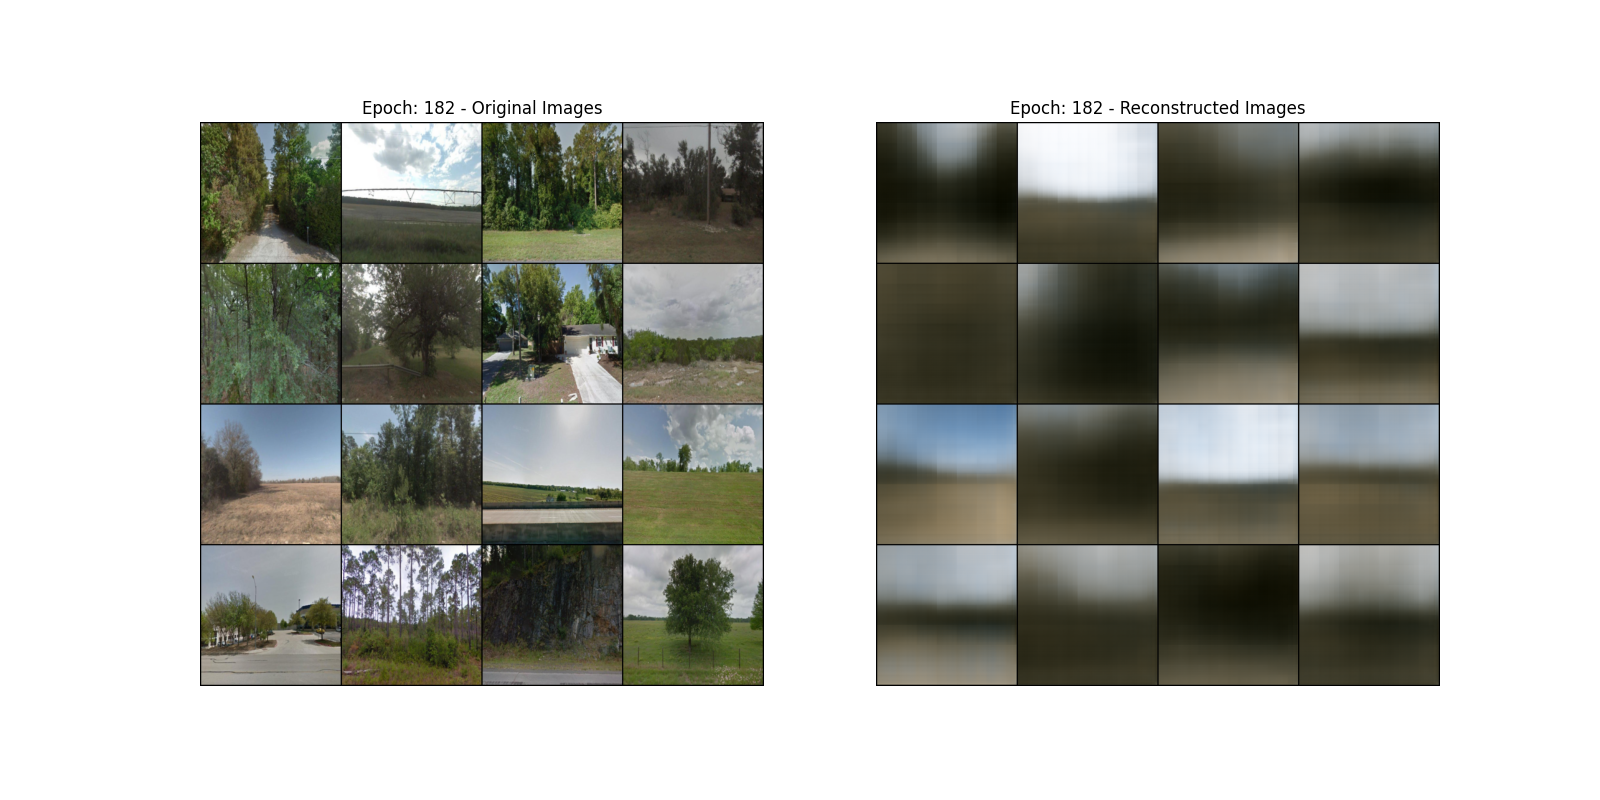 Epoch: 182 - Original Images
Epoch: 182 - Reconstructed Images